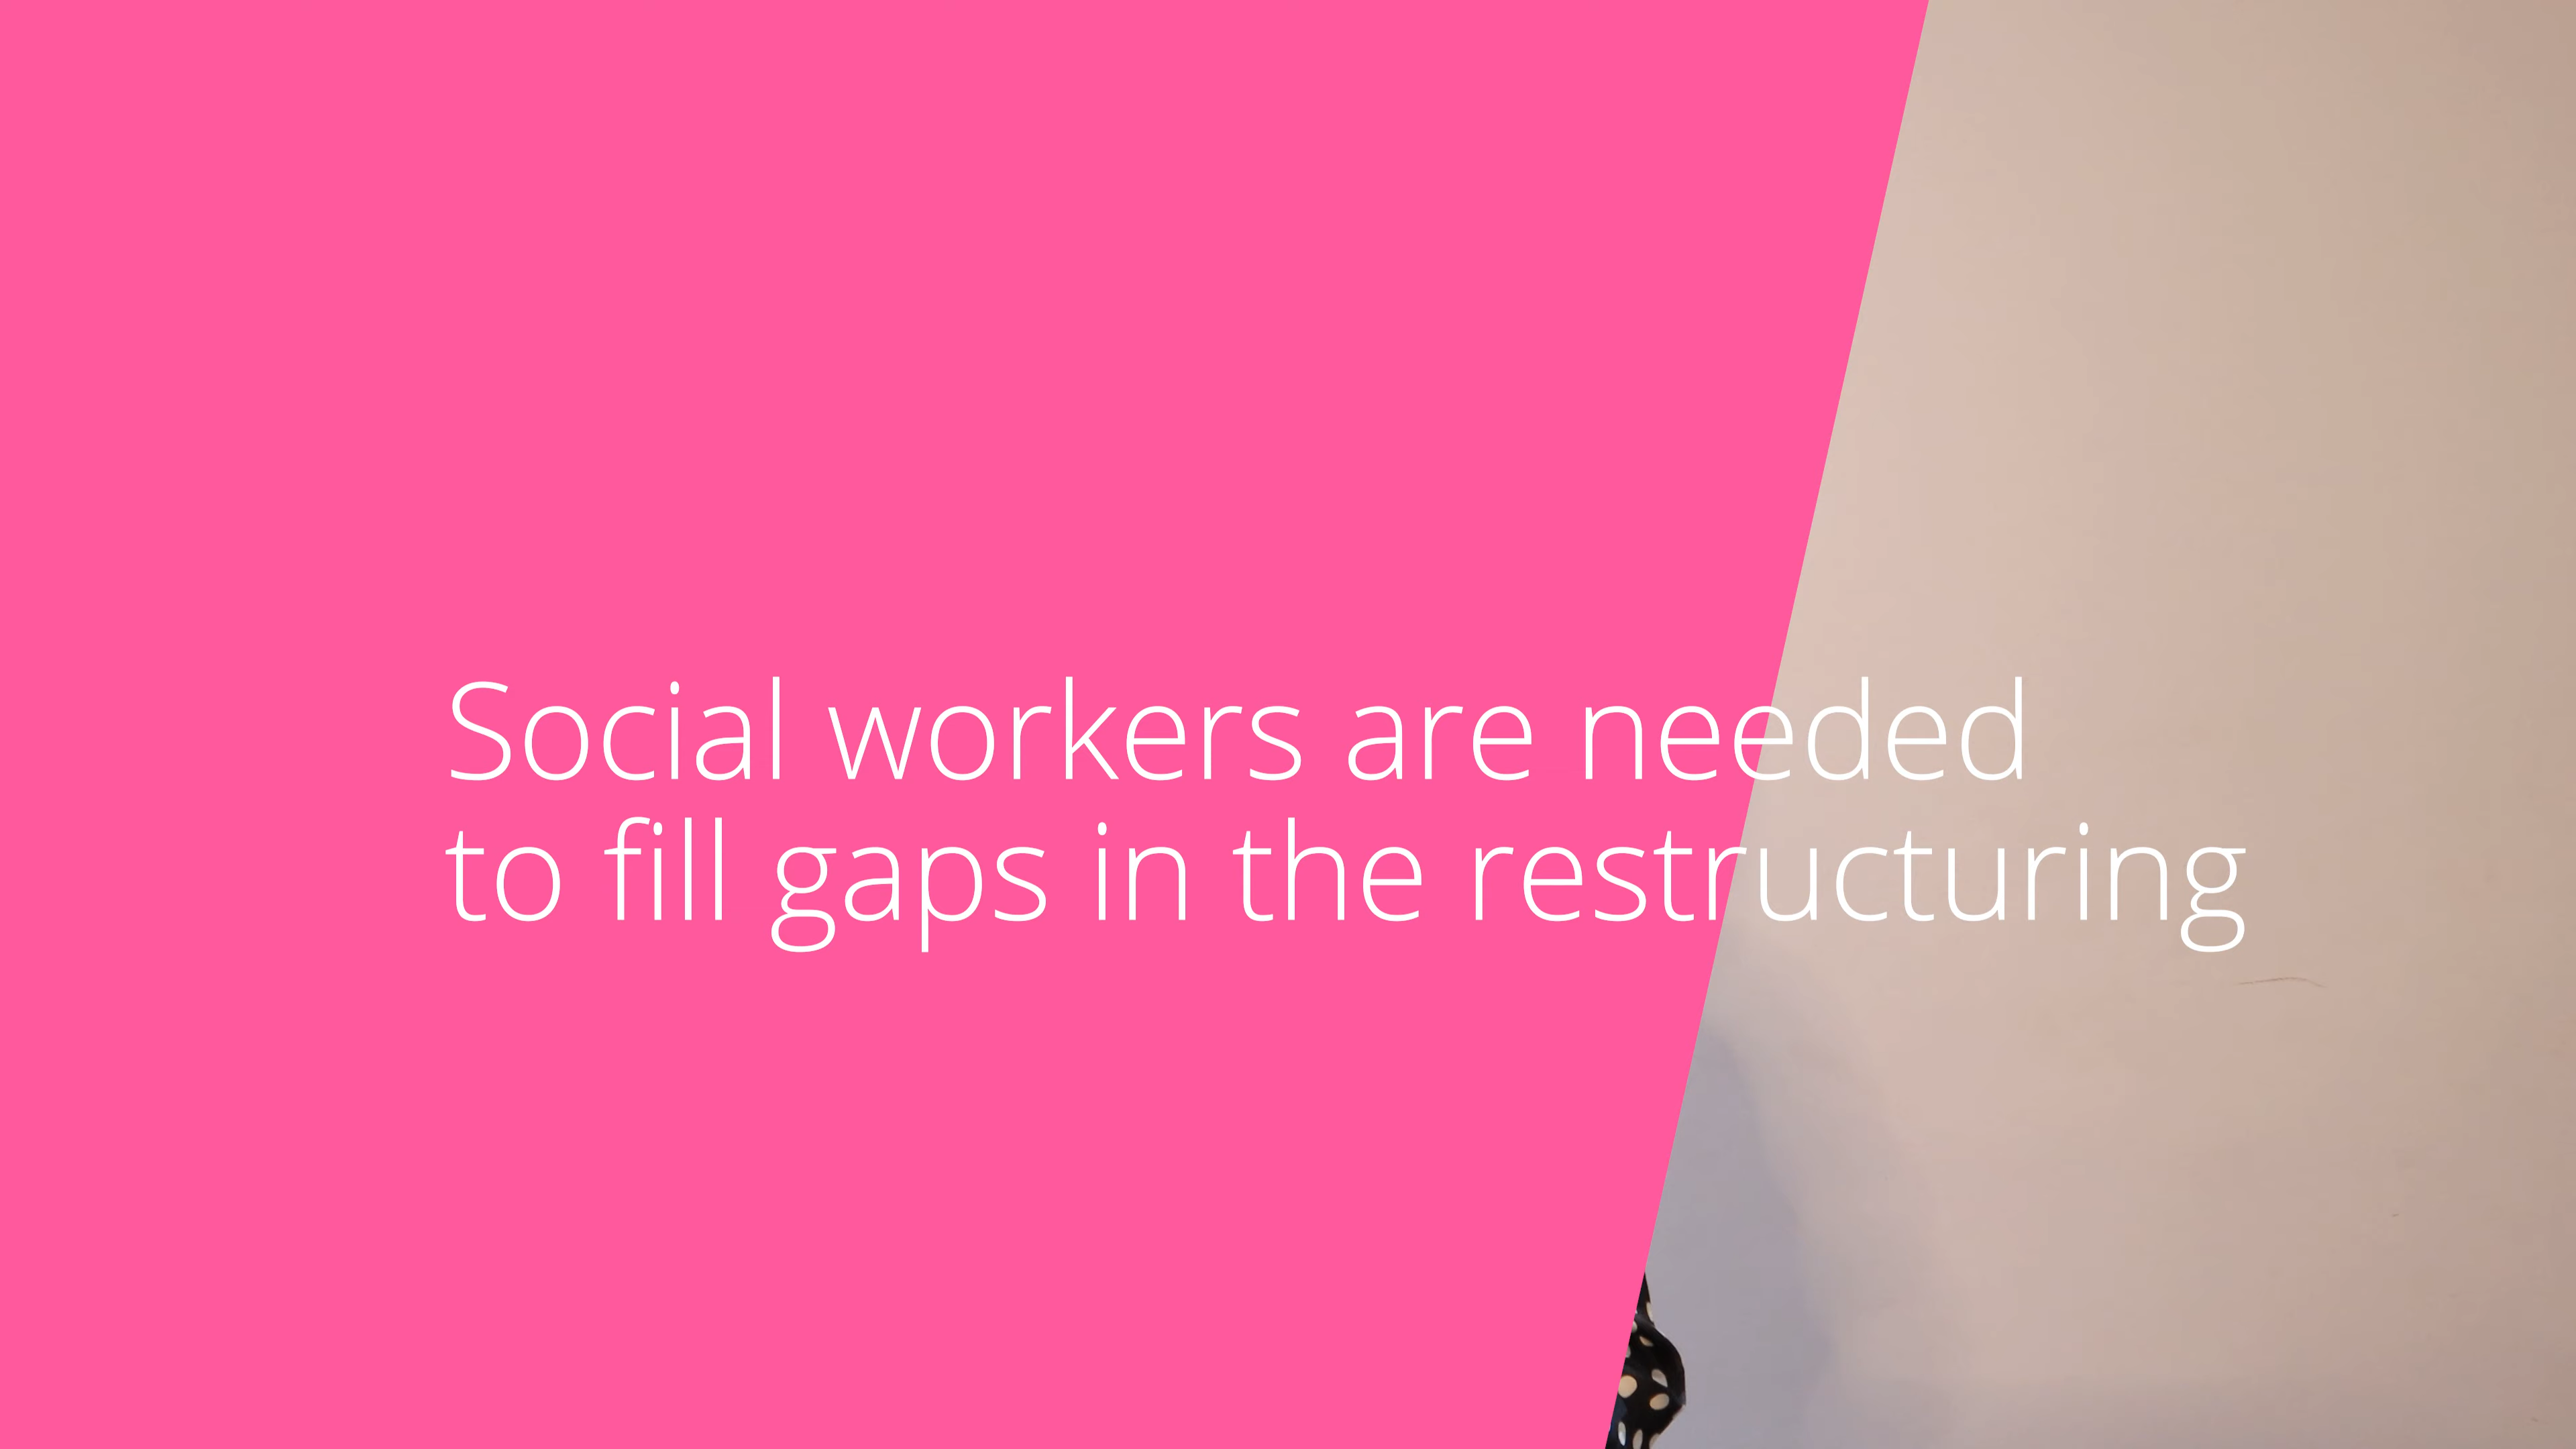 Social workers are needed
to fill gaps in the restructuring